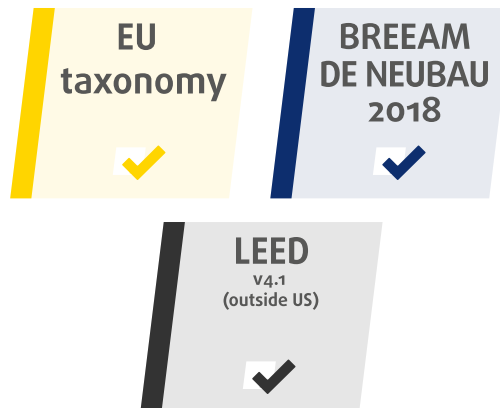 EU
taxonomy
BREEAM
DE NEUBAU
2018
LEED
v4.1
(outside US)